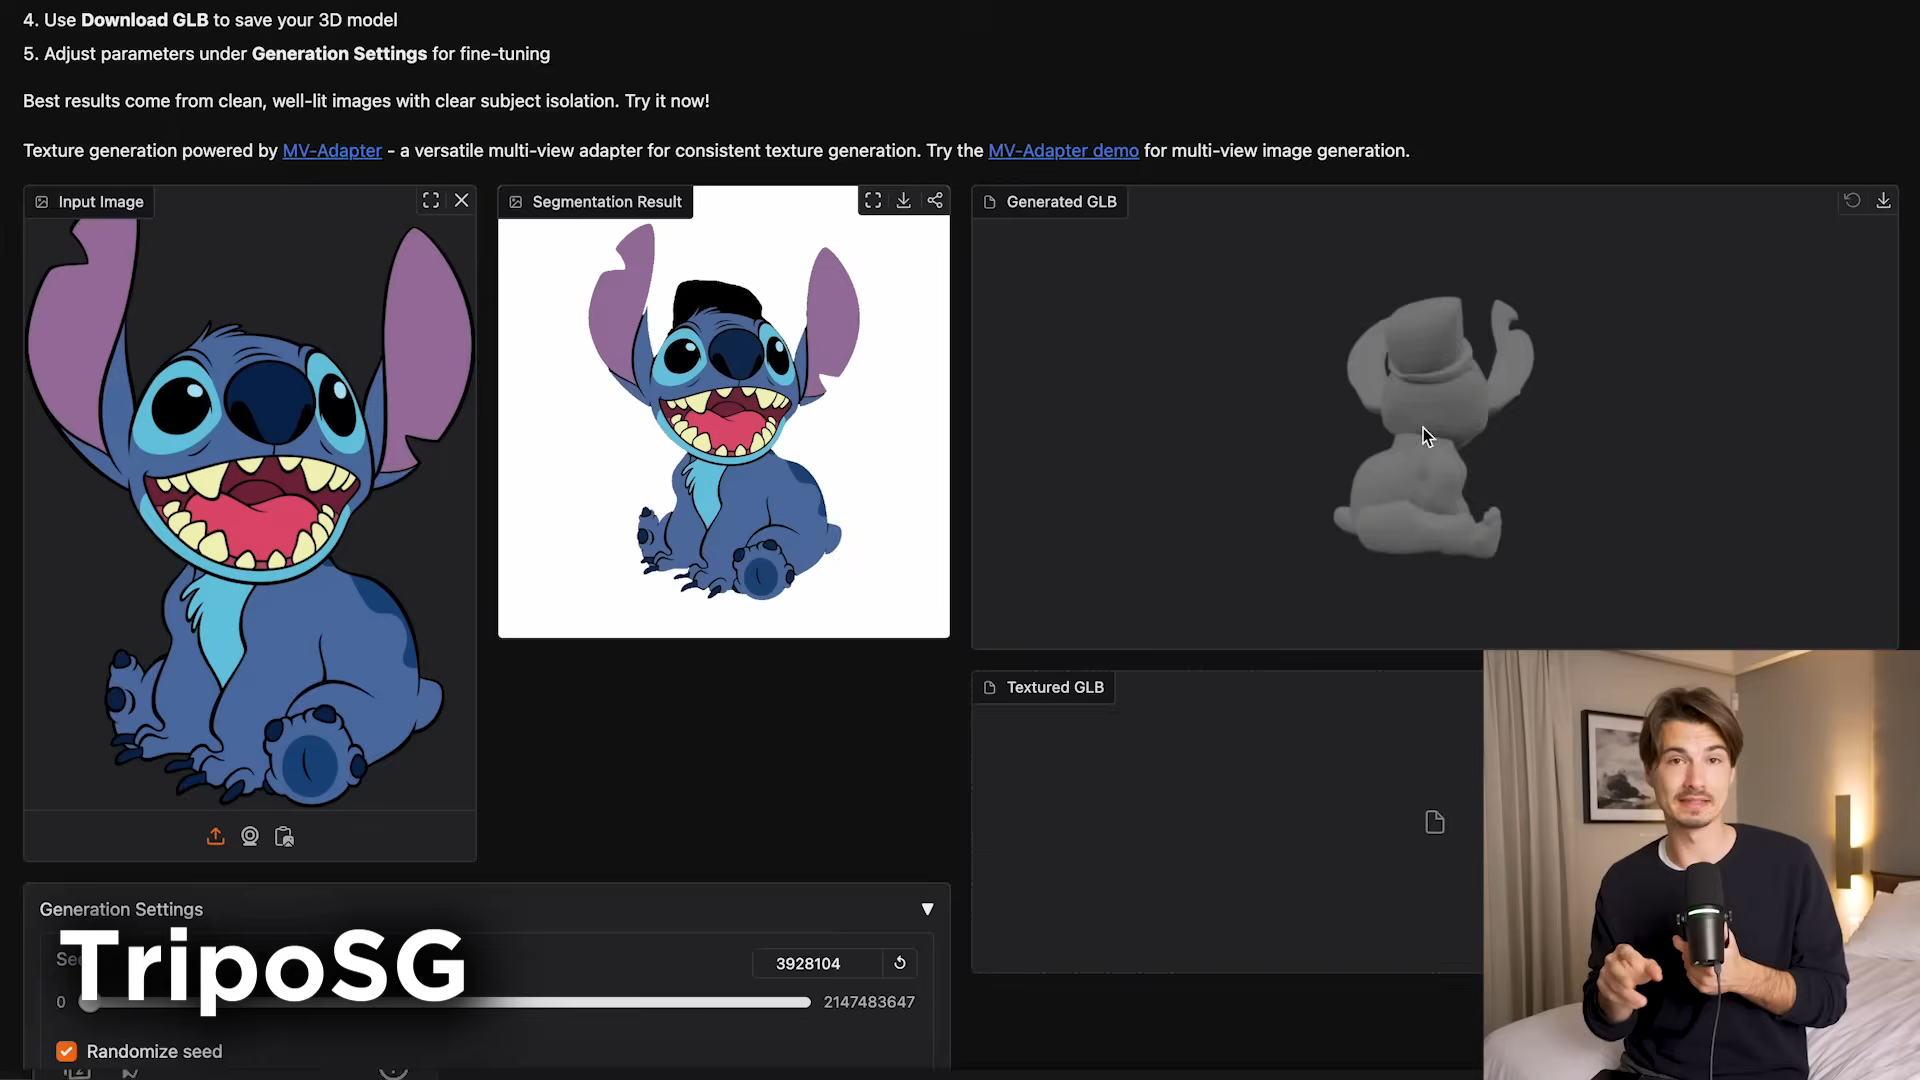 4. Use Download GLB to save your 3D model
5. Adjust parameters under Generation Settings for fine-tuning
Best results come from clean, well-lit images with clear subject isolation. Try it now!
Texture generation powered by MV-Adapter - a versatile multi-view adapter for consistent texture generation. Try the MV-Adapter demo for multi-view image generation.
Input Image
Segmentation Result
Generated GLB
Textured GLB
Generation Settings
3928104
TripoSG
0
2147483647
Randomize seed